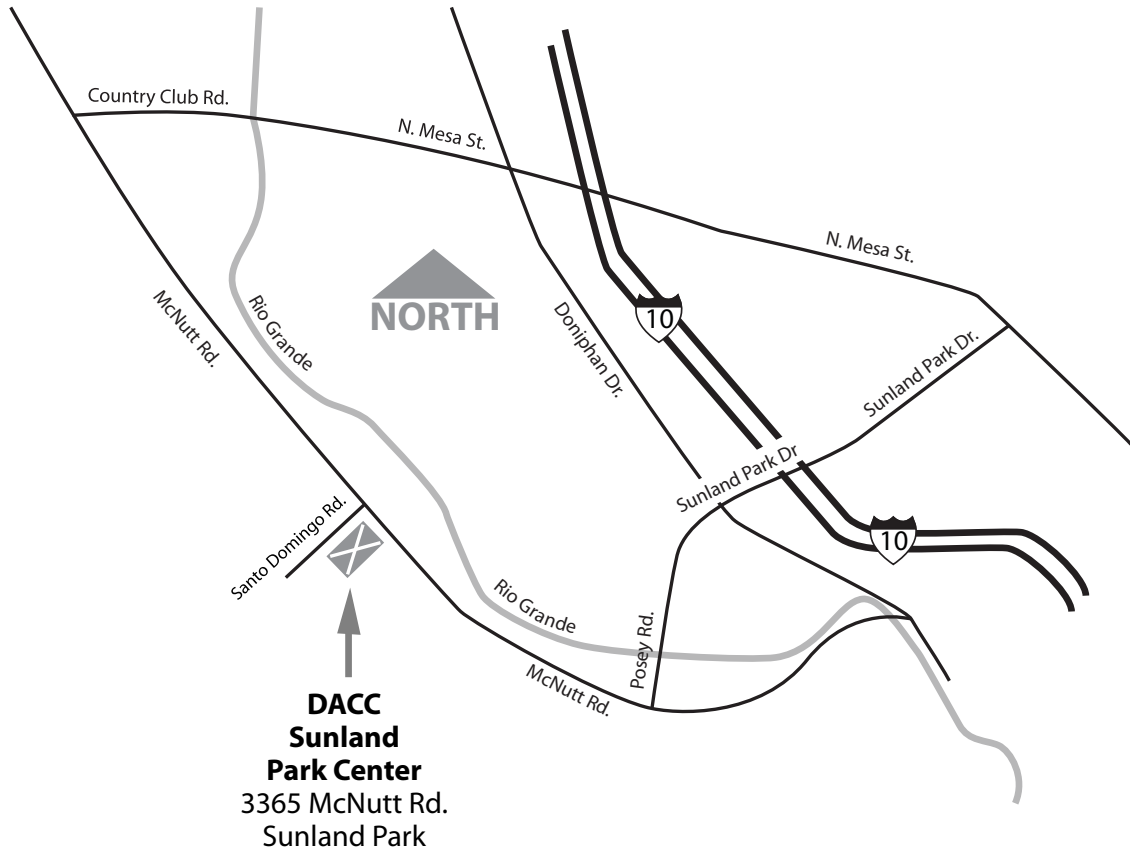 Country Club Rd.
N. Mesa St.
N. Mesa St.
NORTH
McNutt Rd.
Rio Grande
Doniphan Dr.
10
Sunland Park Dr.
Sunland Park Dr
Santo Domingo Rd.
10
Rio Grande
Posey Rd.
McNutt Rd.
DACC
Sunland
Park Center
3365 McNutt Rd.
Sunland Park